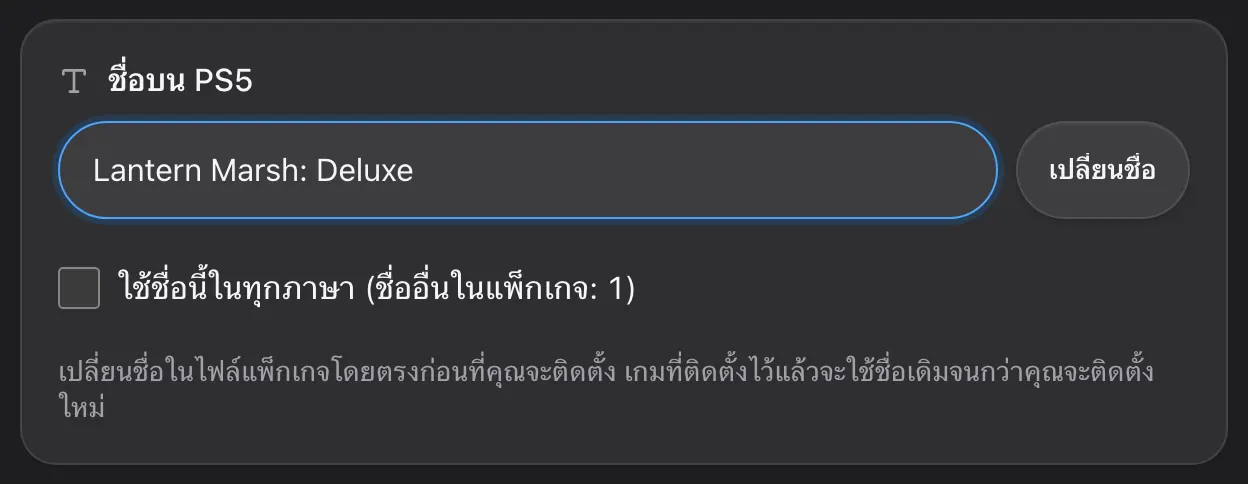 ชื่อบน PS5
Lantern Marsh: Deluxe
เปลี่ยนชื่อ
ใช้ชื่อนี้ในทุกภาษา (ชื่ออื่นในแพ็กเกจ: 1)
เปลี่ยนชื่อในไฟล์แพ็กเกจโดยตรงก่อนที่คุณจะติดตั้ง เกมที่ติดตั้งไว้แล้วจะใช้ชื่อเดิมจนกว่าคุณจะติดตั้ง
ใหม่